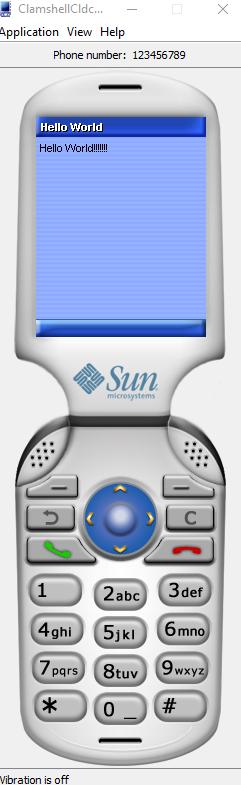 ClamshellCldc...
Application View Help
Phone number: 123456789
Hello World
Hello World!!!!!!!
Sun
microsystems
C
1 2abc 3def
4ghi 5jkl 6mno
7pqrs 8tuv 9wxyz
* 0 _ #
Vibration is off